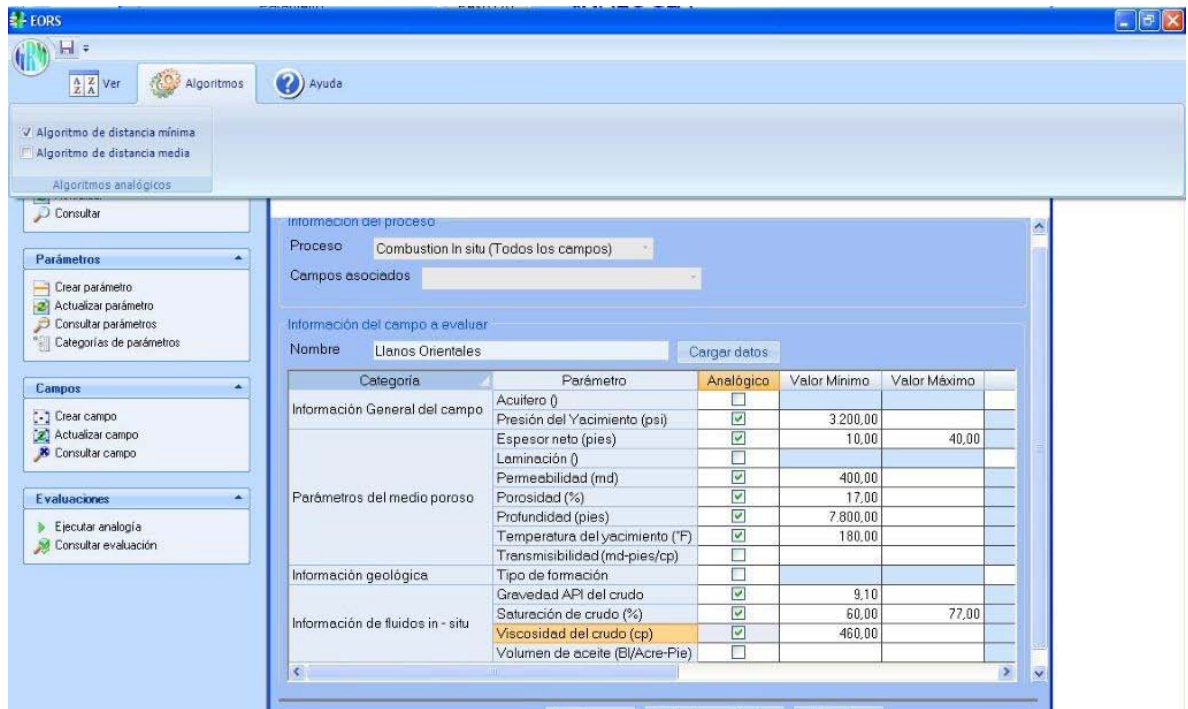 EORS
Ver Algoritmos Ayuda
Algoritmo de distancia mínima
Algoritmo de distancia media
Algoritmos analógicos
Consultar
Parámetros
Crear parámetro
Actualizar parámetro
Consultar parámetros
Categorías de parámetros
Campos
Crear campo
Actualizar campo
Consultar campo
Evaluaciones
Ejecutar analogía
Consultar evaluación
Información del proceso
Proceso Combustion In situ (Todos los campos)
Campos asociados
Información del campo a evaluar
Nombre Llanos Orientales Cargar datos
Categoría Parámetro Analógico Valor Mínimo Valor Máximo
Información General del campo
Acuifero ()
Presión del Yacimiento (psi) 3.200,00
Parámetros del medio poroso
Espesor neto (pies) 10,00 40,00
Laminación ()
Permeabilidad (md) 400,00
Porosidad (%) 17,00
Profundidad (pies) 7.800,00
Temperatura del yacimiento (°F) 180,00
Transmisibilidad (md-pies/cp)
Información geológica Tipo de formación
Información de fluidos in - situ
Gravedad API del crudo 9,10
Saturación de crudo (%) 60,00 77,00
Viscosidad del crudo (cp) 460,00
Volumen de aceite (Bl/Acre-Pie)